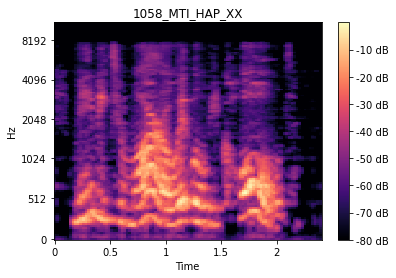 1058_MTI_HAP_XX
8192
4096
2048
1024
512
0
Hz
0
0.5
1
1.5
2
Time
-10 dB
-20 dB
-30 dB
-40 dB
-50 dB
-60 dB
-70 dB
-80 dB